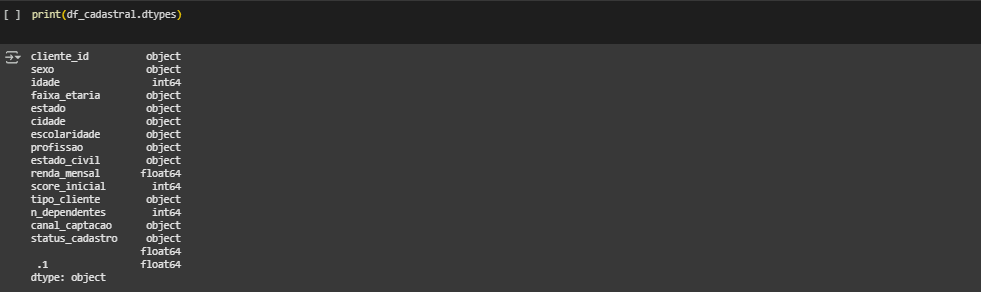 [ ] print(df_cadastral.dtypes)
cliente_id object
sexo object
idade int64
faixa_etaria object
estado object
cidade object
escolaridade object
profissao object
estado_civil object
renda_mensal float64
score_inicial int64
tipo_cliente object
n_dependentes int64
canal_captacao object
status_cadastro object
float64
.1 float64
dtype: object